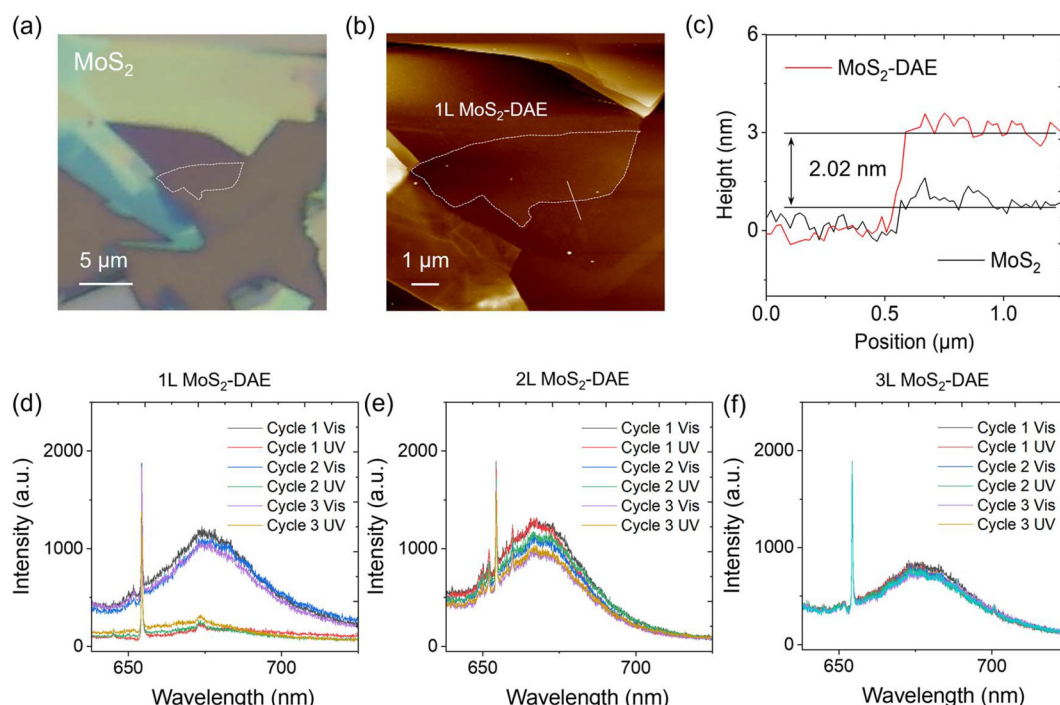 (a)
MoS₂
5 μm
(b)
1L MoS₂-DAE
1 μm
(c)
Height (nm)
6
3
0
-3
MoS₂-DAE
2.02 nm
MoS₂
0.0 0.5 1.0
Position (μm)
(d)
1L MoS₂-DAE
Intensity (a.u.)
2000
1000
0
Cycle 1 Vis
Cycle 1 UV
Cycle 2 Vis
Cycle 2 UV
Cycle 3 Vis
Cycle 3 UV
650 700
Wavelength (nm)
(e)
2L MoS₂-DAE
Intensity (a.u.)
2000
1000
0
Cycle 1 Vis
Cycle 1 UV
Cycle 2 Vis
Cycle 2 UV
Cycle 3 Vis
Cycle 3 UV
650 700
Wavelength (nm)
(f)
3L MoS₂-DAE
Intensity (a.u.)
2000
1000
0
Cycle 1 Vis
Cycle 1 UV
Cycle 2 Vis
Cycle 2 UV
Cycle 3 Vis
Cycle 3 UV
650 700
Wavelength (nm)